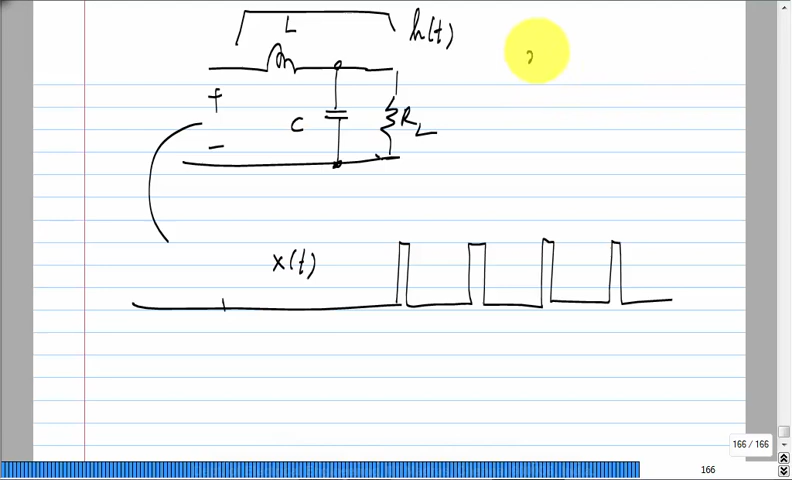 L
h(t)
+
C
R_L
-
x(t)
166 / 166
166